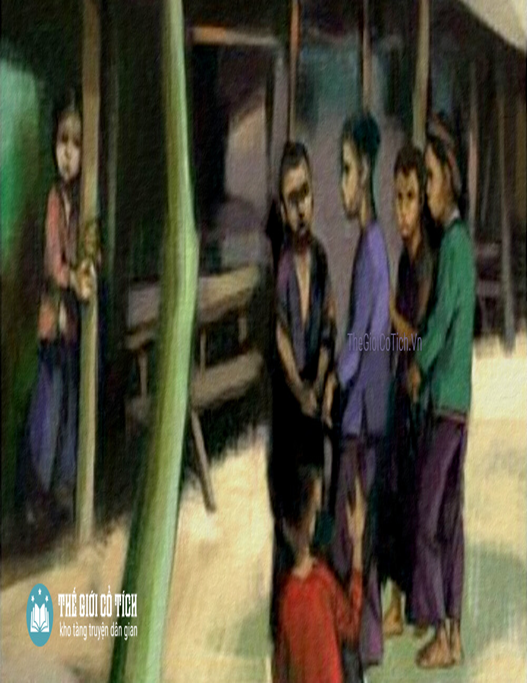 TheGioiCoTich.Vn
THẾ GIỚI CỔ TÍCH
kho tàng truyện dân gian